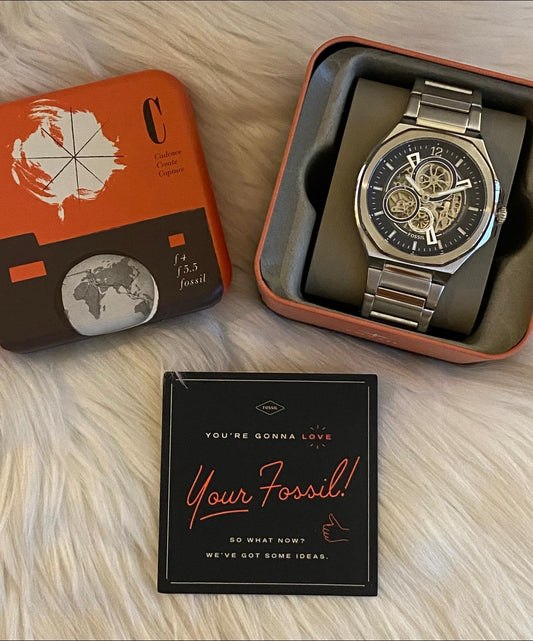 C
Cadence
Create
Capture
f4
f5.5
fossil
12
FOSSIL
FOSSIL
YOU'RE GONNA LOVE
Your Fossil!
SO WHAT NOW?
WE'VE GOT SOME IDEAS.